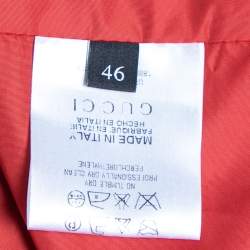 46
MADE IN ITALY
FABRIQUE EN ITALIE
HECHO EN ITALIA
GUCCI
PROFESSIONALLY DRY CLEAN
PERCHLORETHYLENE
NO TUMBLE DRY